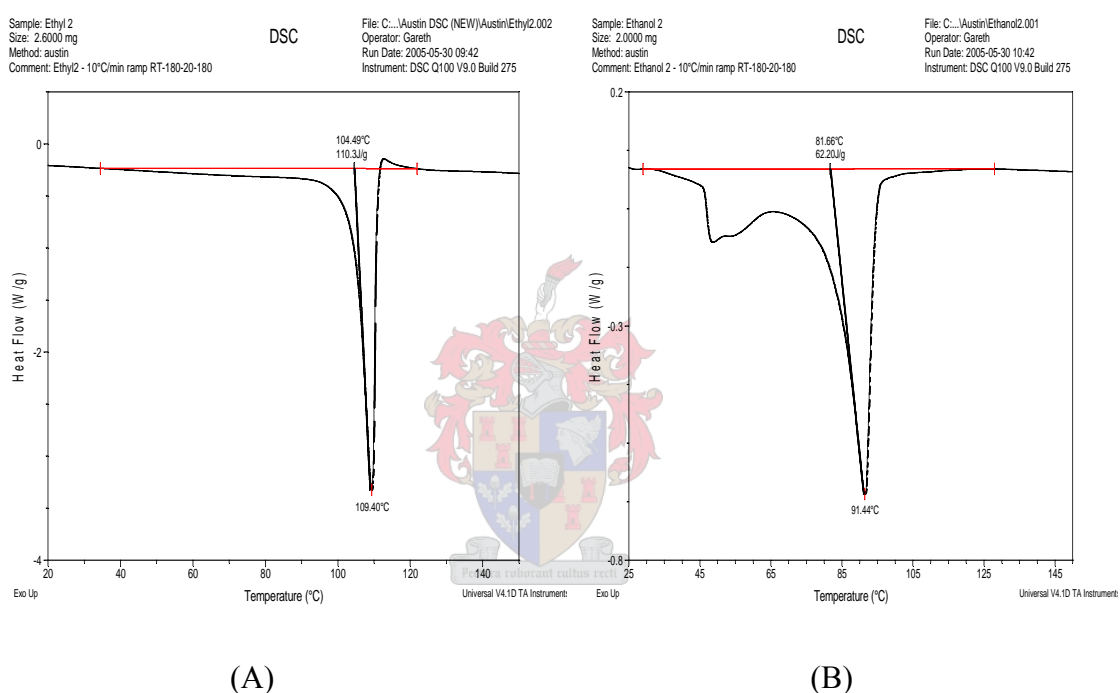 Sample: Ethyl 2
Size: 2.6000 mg
Method: austin
Comment: Ethyl2 - 10°C/min ramp RT-180-20-180
DSC
File: C:...\Austin DSC (NEW)\Austin\Ethyl2.002
Operator: Gareth
Run Date: 2005-05-30 09:42
Instrument: DSC Q100 V9.0 Build 275
104.49°C
110.3J/g
109.40°C
0
-2
-4
Heat Flow (W/g)
20 40 60 80 100 120 140
Exo Up
Temperature (°C)
Universal V4.1D TA Instruments
(A)
Sample: Ethanol 2
Size: 2.0000 mg
Method: austin
Comment: Ethanol 2 - 10°C/min ramp RT-180-20-180
DSC
File: C:...\Austin\Ethanol2.001
Operator: Gareth
Run Date: 2005-05-30 10:42
Instrument: DSC Q100 V9.0 Build 275
81.66°C
62.20J/g
91.44°C
0.2
-0.3
-0.8
Heat Flow (W/g)
25 45 65 85 105 125 145
Exo Up
Temperature (°C)
Universal V4.1D TA Instruments
(B)
roborant cultus recti